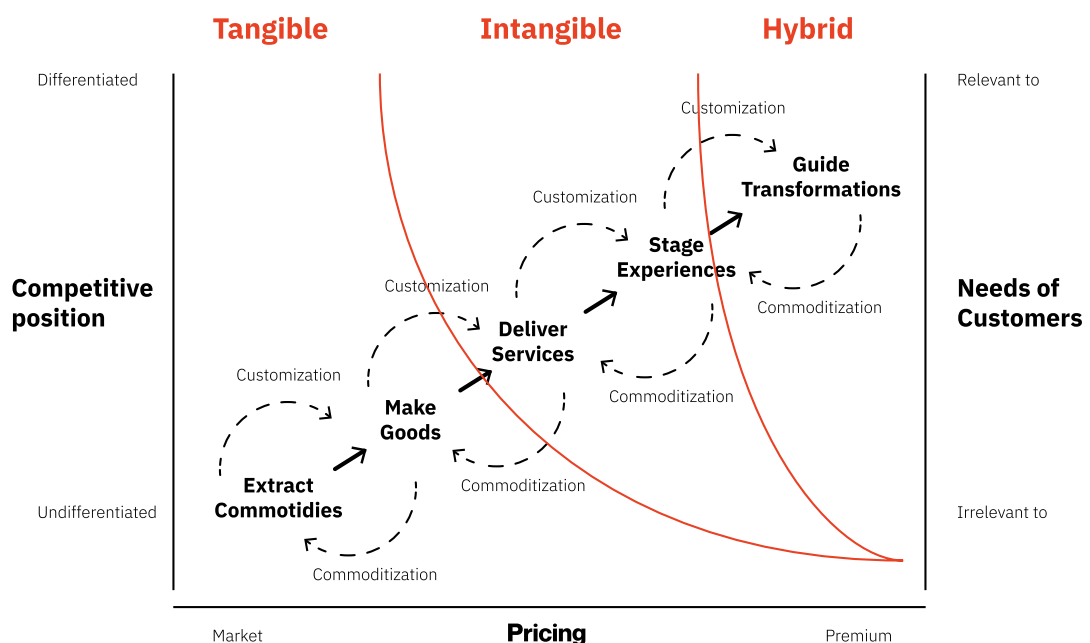 Tangible
Intangible
Hybrid
Differentiated
Relevant to
Customization
Guide
Transformations
Customization
Stage
Experiences
Competitive
position
Needs of
Customers
Customization
Commoditization
Deliver
Services
Customization
Commoditization
Make
Goods
Commoditization
Extract
Commotidies
Undifferentiated
Irrelevant to
Commoditization
Market
Pricing
Premium